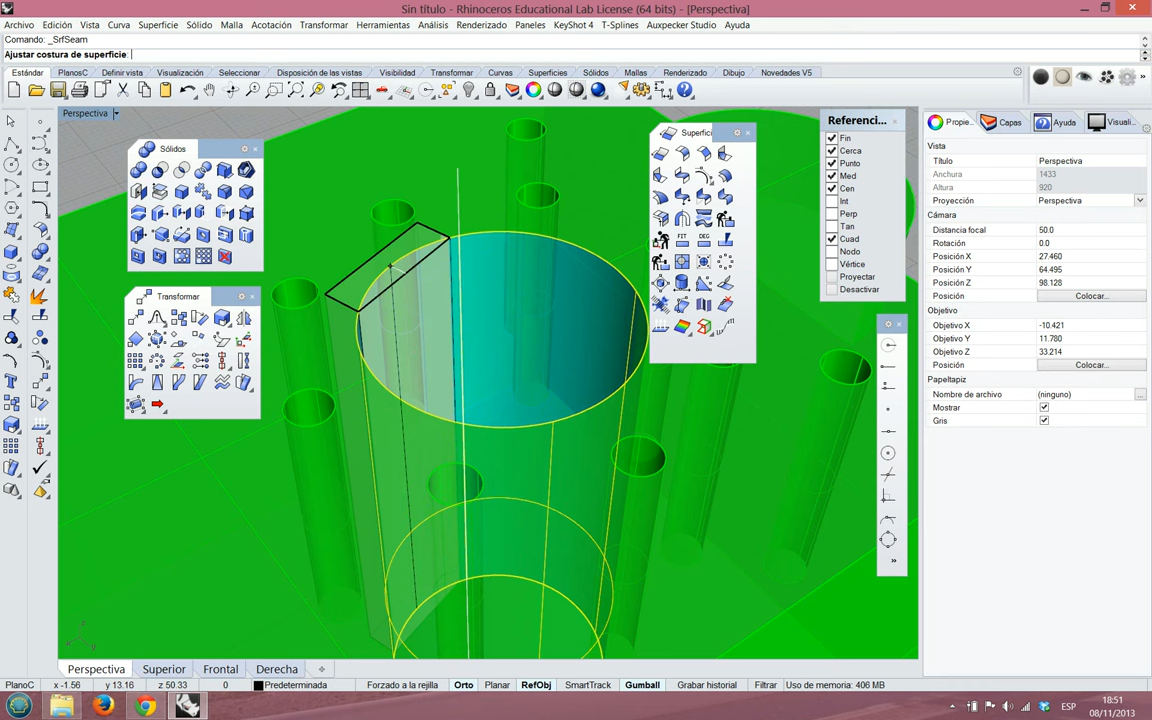 Sin título - Rhinoceros Educational Lab License (64 bits) - [Perspectiva]
Archivo Edición Vista Curva Superficie Sólido Malla Acotación Transformar Herramientas Análisis Renderizado Paneles KeyShot 4 T-Splines Auxpecker Studio Ayuda
Comando: _SrfSeam
Ajustar costura de superficie:
Estándar PlanosC Definir vista Visualización Seleccionar Disposición de las vistas Visibilidad Transformar Curvas Superficies Sólidos Mallas Renderizado Dibujo Novedades V5
Perspectiva
Sólidos
Transformar
Superfici
FIT DEG
Referenci...
Fin
Cerca
Punto
Med
Cen
Int
Perp
Tan
Cuad
Nodo
Vértice
Proyectar
Desactivar
Propie... Capas Ayuda Visuali...
Vista
Título Perspectiva
Anchura 1433
Altura 920
Proyección Perspectiva
Cámara
Distancia focal 50.0
Rotación 0.0
Posición X 27.460
Posición Y 64.495
Posición Z 98.128
Posición Colocar...
Objetivo
Objetivo X -10.421
Objetivo Y 11.780
Objetivo Z 33.214
Posición Colocar...
Papeltapiz
Nombre de archivo (ninguno) ...
Mostrar
Gris
Perspectiva Superior Frontal Derecha
PlanoC x -1.56 y 13.16 z 50.33 0 Predeterminada Forzado a la rejilla Orto Planar RefObj SmartTrack Gumball Grabar historial Filtrar Uso de memoria: 406 MB
ESP
18:51
08/11/2013